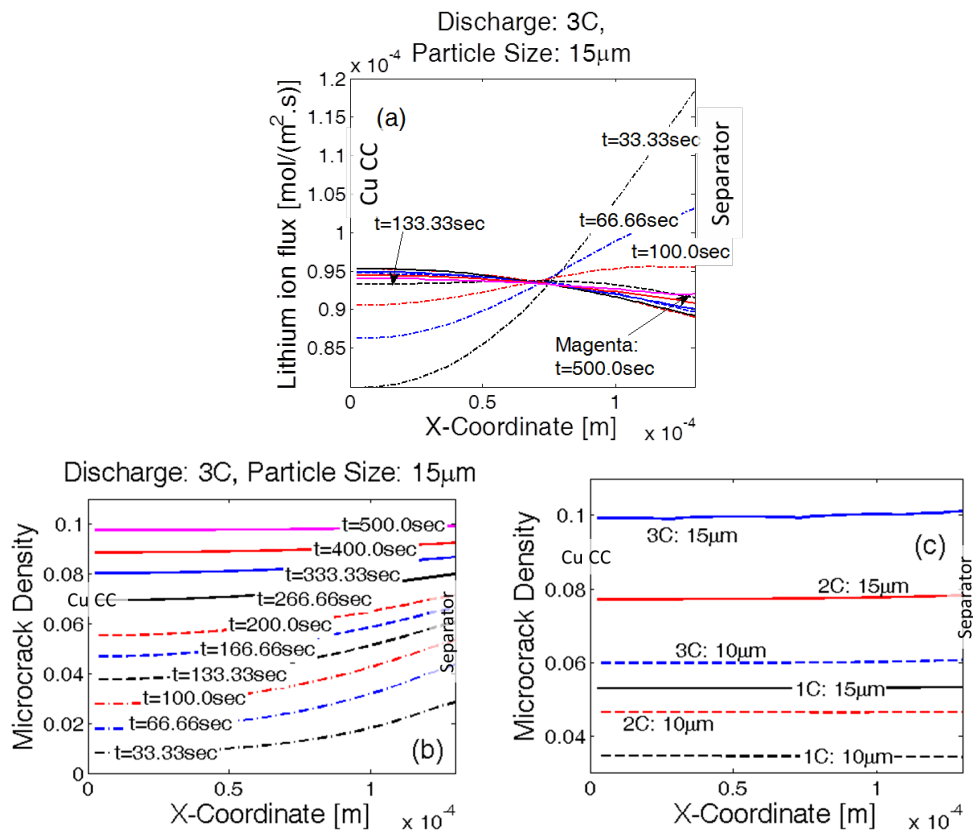 Discharge: 3C,
Particle Size: 15μm
x 10⁻⁴
1.2
1.15
1.1
1.05
1
0.95
0.9
0.85
Lithium ion flux [mol/(m².s)]
(a)
Cu CC
Separator
t=33.33sec
t=133.33sec
t=66.66sec
t=100.0sec
Magenta:
t=500.0sec
0
0.5
1
X-Coordinate [m]
x 10⁻⁴
Discharge: 3C, Particle Size: 15μm
Microcrack Density
0.1
0.08
0.06
0.04
0.02
0
t=500.0sec
t=400.0sec
t=333.33sec
Cu CC
t=266.66sec
t=200.0sec
t=166.66sec
t=133.33sec
t=100.0sec
t=66.66sec
t=33.33sec
Separator
(b)
0
0.5
1
X-Coordinate [m]
x 10⁻⁴
Microcrack Density
0.1
0.08
0.06
0.04
3C: 15μm
(c)
Cu CC
2C: 15μm
3C: 10μm
1C: 15μm
2C: 10μm
1C: 10μm
Separator
0
0.5
1
X-Coordinate [m]
x 10⁻⁴